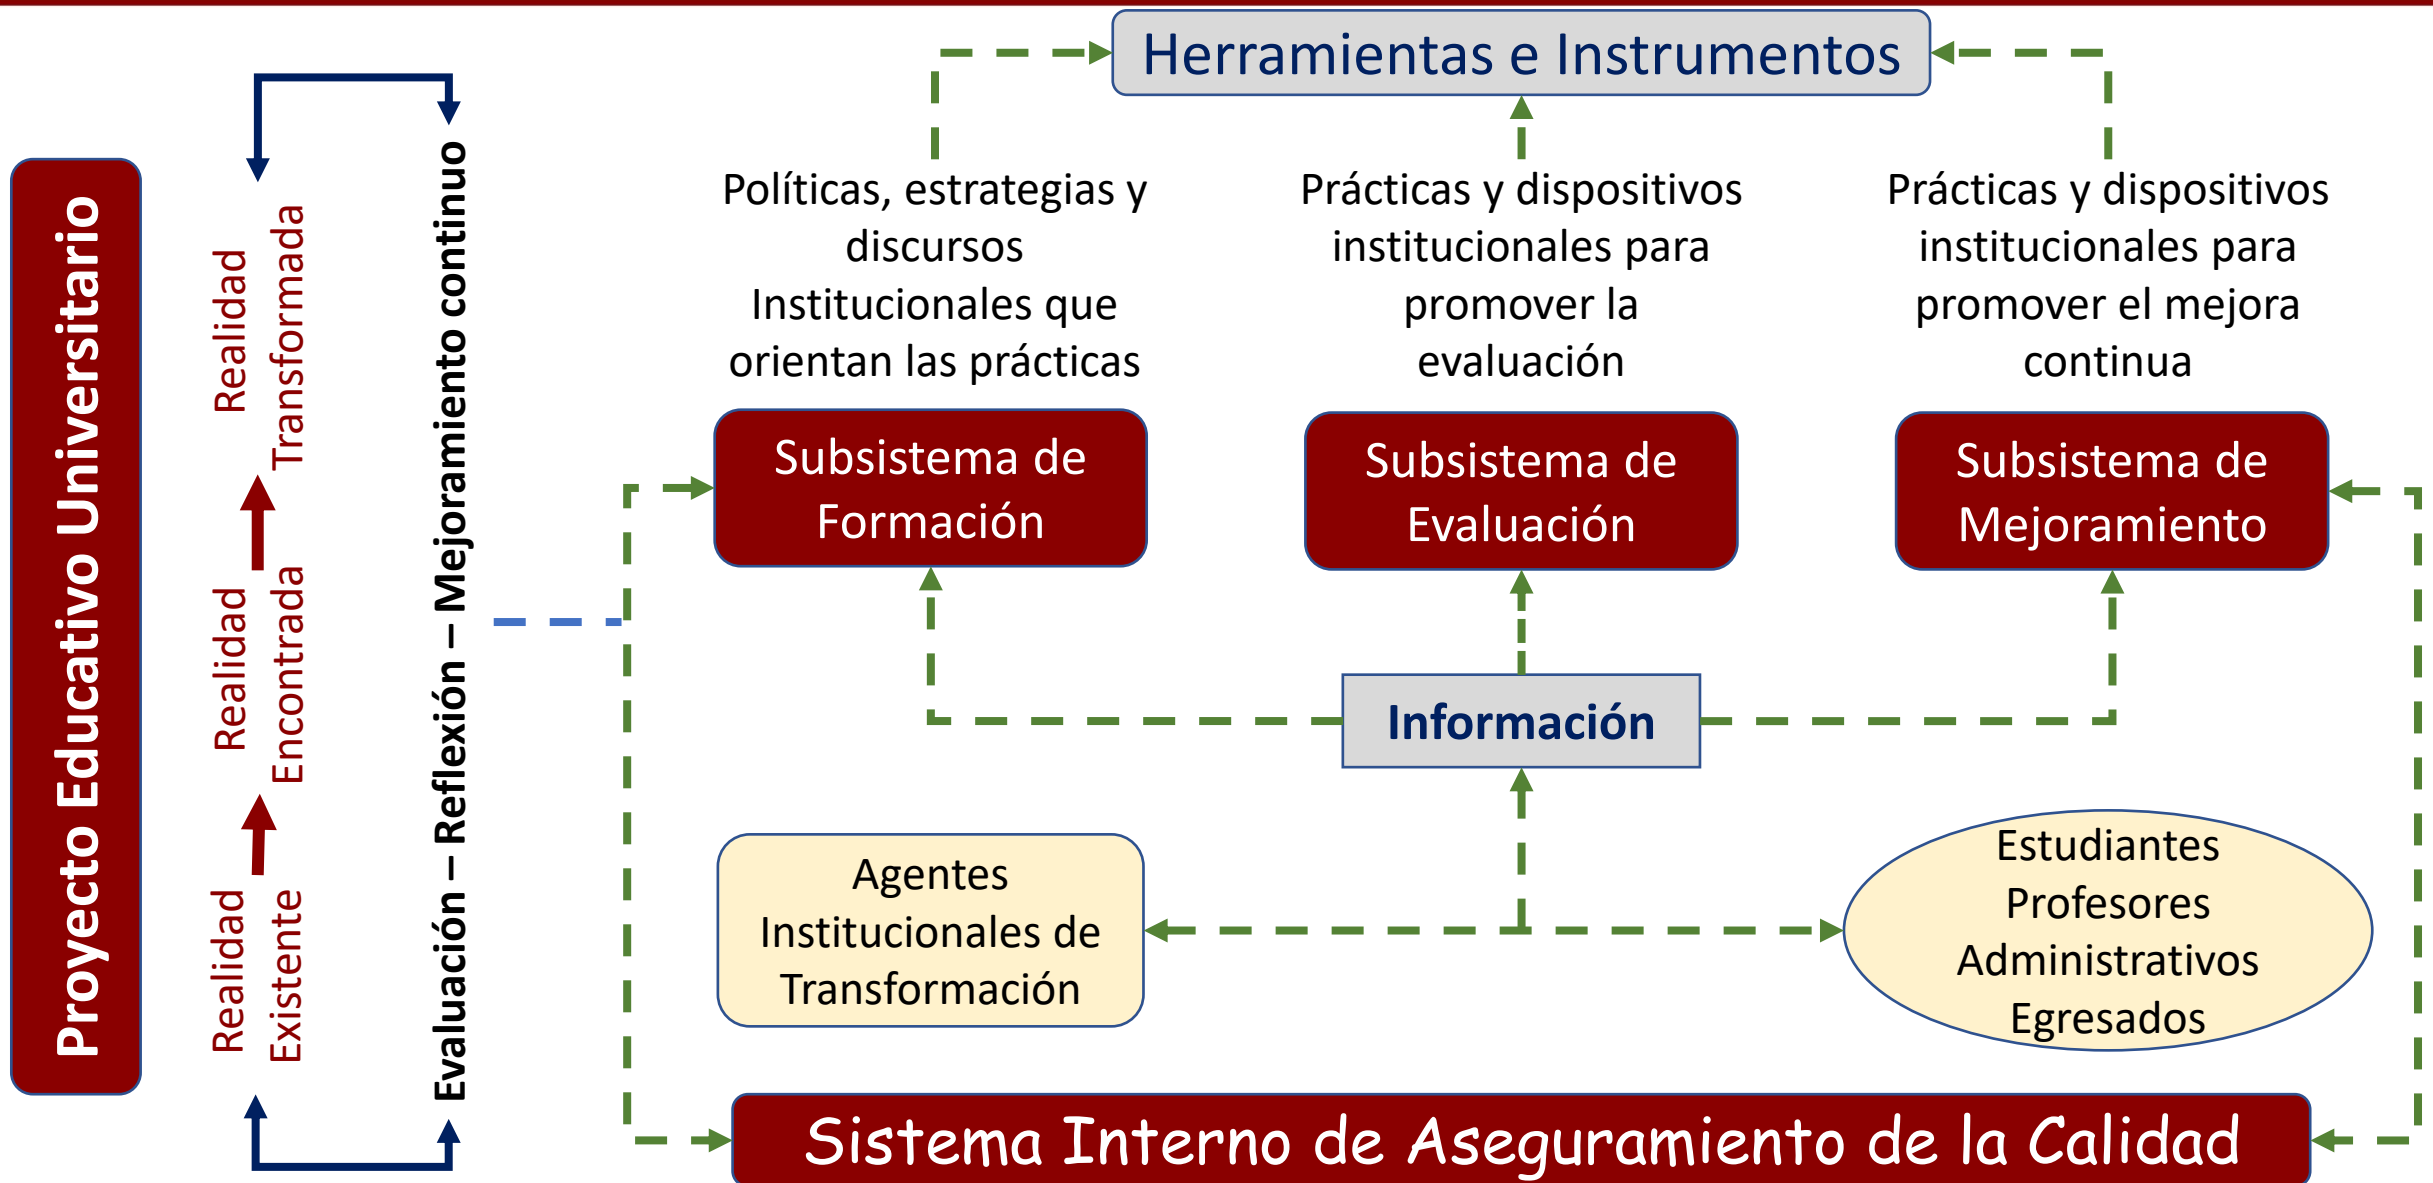 Proyecto Educativo Universitario
Realidad
Transformada
Realidad
Encontrada
Realidad
Existente
Evaluación – Reflexión – Mejoramiento continuo
Herramientas e Instrumentos
Políticas, estrategias y
discursos
Institucionales que
orientan las prácticas
Prácticas y dispositivos
institucionales para
promover la
evaluación
Prácticas y dispositivos
institucionales para
promover el mejora
continua
Subsistema de
Formación
Subsistema de
Evaluación
Subsistema de
Mejoramiento
Información
Agentes
Institucionales de
Transformación
Estudiantes
Profesores
Administrativos
Egresados
Sistema Interno de Aseguramiento de la Calidad